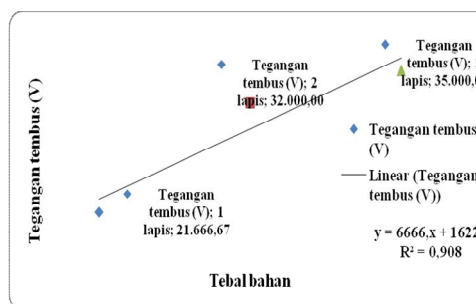 Tegangan
tembus (V);
lapis; 35.000,0
Tegangan
tembus (V); 2
lapis; 32.000,00
Tegangan tembus (V)
Tegangan tembus
(V)
Linear (Tegangan
tembus (V))
Tegangan
tembus (V); 1
lapis; 21.666,67
y = 6666,x + 1622
R² = 0,908
Tebal bahan